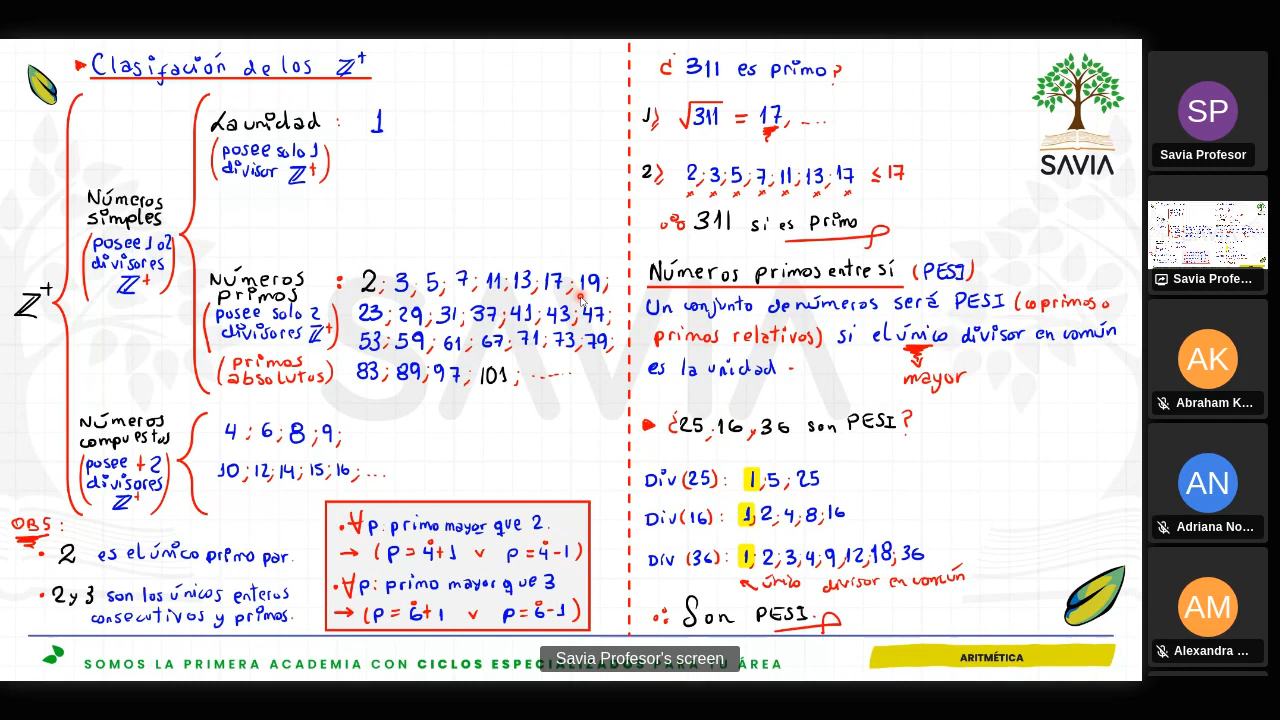 Clasifación de los ℤ⁺
ℤ⁺
Números simples
(posee 1 o 2 divisores ℤ⁺)
La unidad : 1
(posee solo 1 divisor ℤ⁺)
Números primos : 2; 3; 5; 7; 11; 13; 17; 19;
(posee solo 2 divisores ℤ⁺)
23; 29; 31; 37; 41; 43; 47;
53; 59; 61; 67; 71; 73; 79;
(primos absolutos)
83; 89; 97; 101; ........
Números compuestos
(posee + 2 divisores ℤ⁺)
4; 6; 8; 9;
10; 12; 14; 15; 16; ...
OBS:
• 2 es el único primo par.
• 2 y 3 son los únicos enteros
consecutivos y primos.
• ∀ p: primo mayor que 2.
→ (p = 4̊+1 v p = 4̊-1)
• ∀ p: primo mayor que 3
→ (p = 6̊+1 v p = 6̊-1)
¿ 311 es primo?
1) √311 = 17, ....
2) 2; 3; 5; 7; 11; 13; 17 ≤ 17
x x x x x x x
∴ 311 si es primo
Números primos entre sí (PESI)
Un conjunto de números será PESI (coprimos o
primos relativos) si el único divisor en común
mayor
es la unidad -
¿25, 16, 36 son PESI?
Div (25): 1; 5; 25
Div (16): 1; 2; 4; 8; 16
Div (36): 1; 2; 3; 4; 9; 12; 18; 36
único divisor en común
∴ Son PESI.
SAVIA
SAVIA
SOMOS LA PRIMERA ACADEMIA CON CICLOS ESPECIALIZADOS PARA TU ÁREA
Savia Profesor's screen
ARITMÉTICA
SP
Savia Profesor
Savia Profe...
AK
Abraham K...
AN
Adriana No...
AM
Alexandra ...